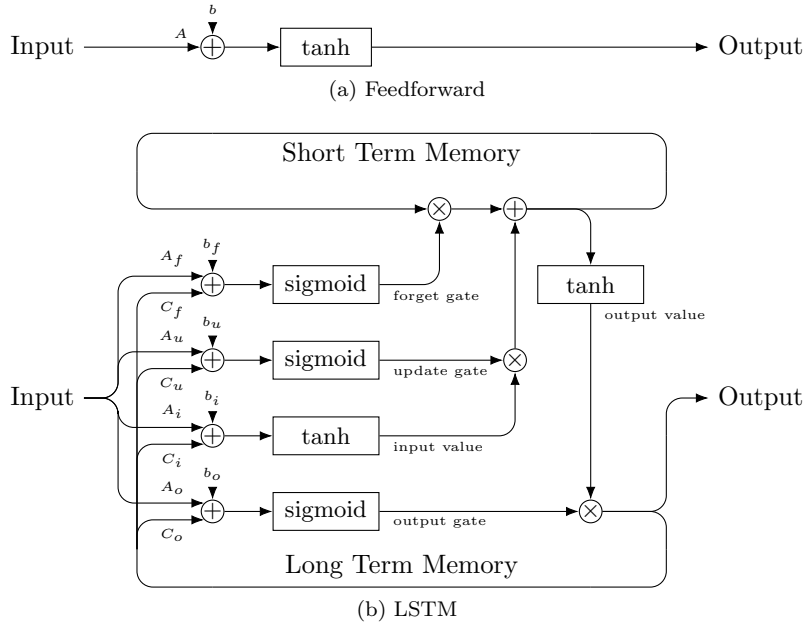 b
Input A + tanh Output
(a) Feedforward
Short Term Memory
× +
b_f
A_f
+ sigmoid tanh
C_f forget gate output value
b_u
A_u
+ sigmoid ×
C_u update gate
Input Output
A_i b_i
+ tanh
C_i input value
A_o b_o
+ sigmoid ×
C_o output gate
Long Term Memory
(b) LSTM